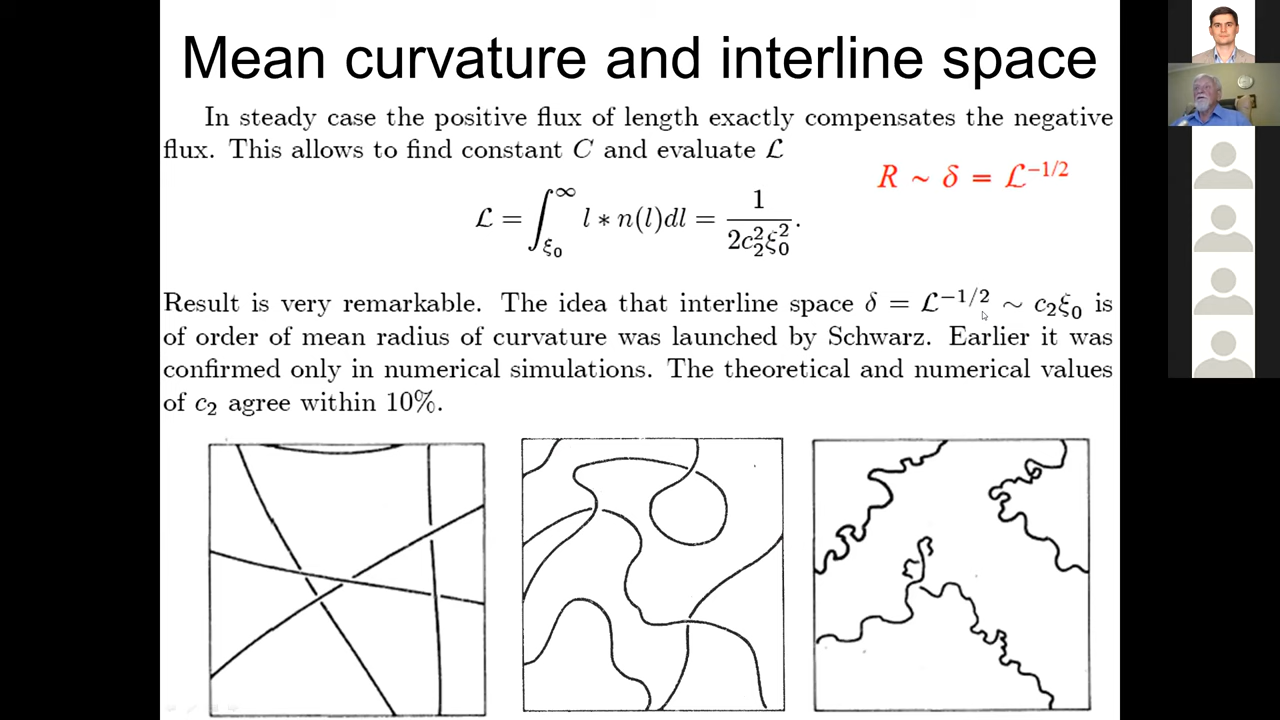 Mean curvature and interline space
In steady case the positive flux of length exactly compensates the negative
flux. This allows to find constant C and evaluate ℒ
R ∼ δ = ℒ^{−1/2}
ℒ = ∫_{ξ₀}^{∞} l ∗ n(l)dl = 1/(2c₂²ξ₀²).
Result is very remarkable. The idea that interline space δ = ℒ^{−1/2} ∼ c₂ξ₀ is
of order of mean radius of curvature was launched by Schwarz. Earlier it was
confirmed only in numerical simulations. The theoretical and numerical values
of c₂ agree within 10%.